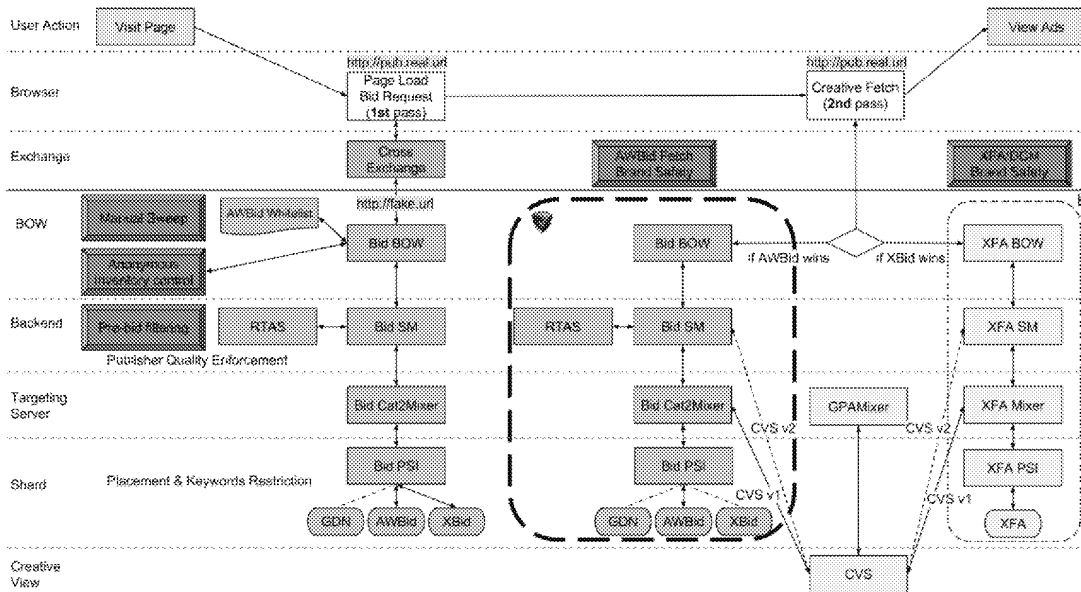 User Action
Visit Page
View Ads
http://pub.real.url
http://pub.real.url
Browser
Page Load
Bid Request
(1st pass)
Creative Fetch
(2nd pass)
Exchange
Cross
Exchange
AWBid Fetch
Brand Safety
XFA DCM
Brand Safety
http://fake.url
BOW
Manual Sweep
AWBid Whitelist
Bid BOW
Bid BOW
if AWBid wins
if XBid wins
XFA BOW
Anonymous
Inventory control
Backend
Pre-bid filtering
RTAS
Bid SM
RTAS
Bid SM
XFA SM
Publisher Quality Enforcement
Targeting
Server
Bid Cat2Mixer
Bid Cat2Mixer
GPAMixer
XFA Mixer
CVS v2
CVS v2
Shard
Placement & Keywords Restriction
Bid PSI
Bid PSI
XFA PSI
CVS v1
CVS v1
GDN
AWBid
XBid
GDN
AWBid
XBid
XFA
Creative
View
CVS